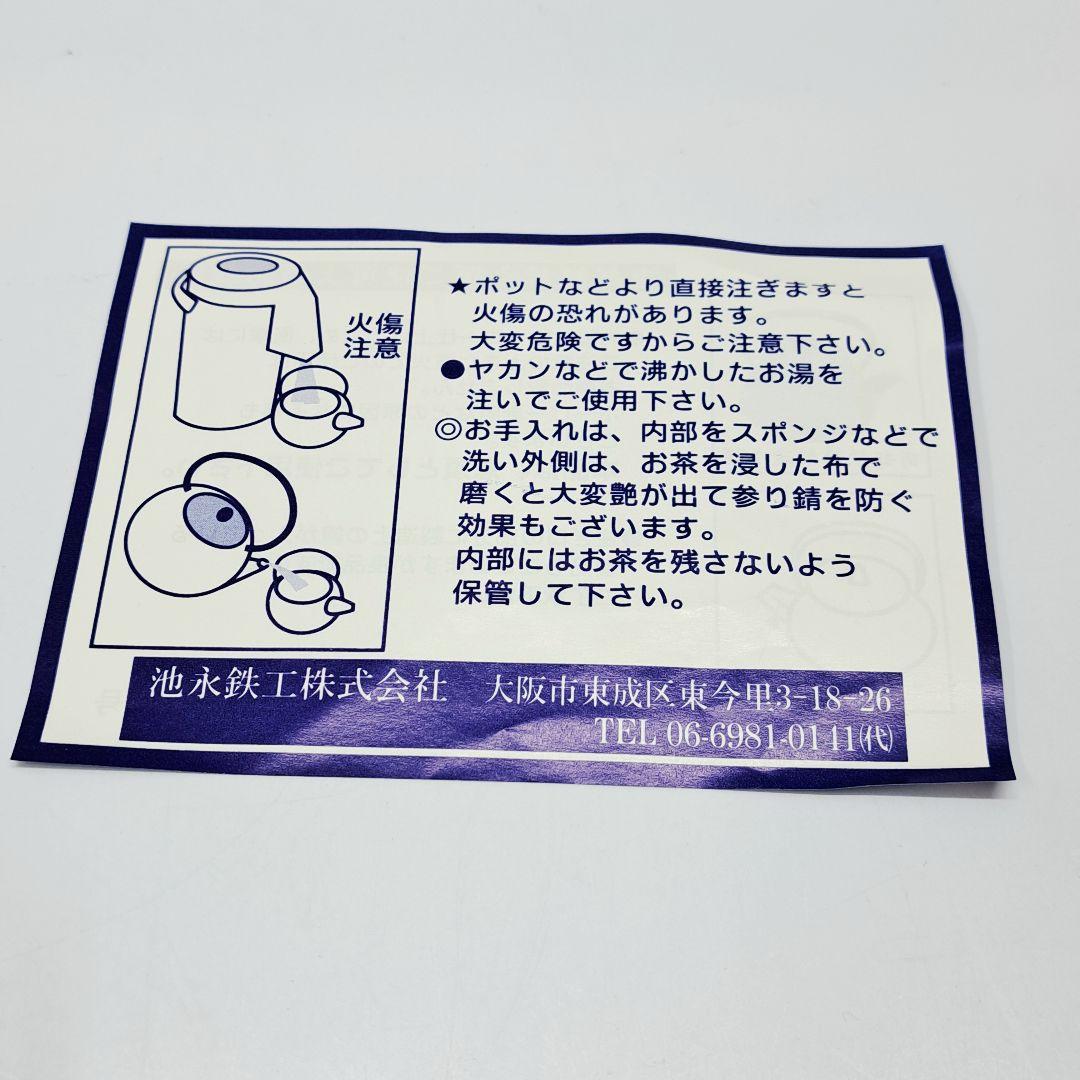 火傷
注意
★ポットなどより直接注ぎますと
火傷の恐れがあります。
大変危険ですからご注意下さい。
●ヤカンなどで沸かしたお湯を
注いでご使用下さい。
◎お手入れは、内部をスポンジなどで
洗い外側は、お茶を浸した布で
磨くと大変艶が出て参り錆を防ぐ
効果もございます。
内部にはお茶を残さないよう
保管して下さい。
池永鉄工株式会社 大阪市東成区東今里3-18-26
TEL 06-6981-0141㈹